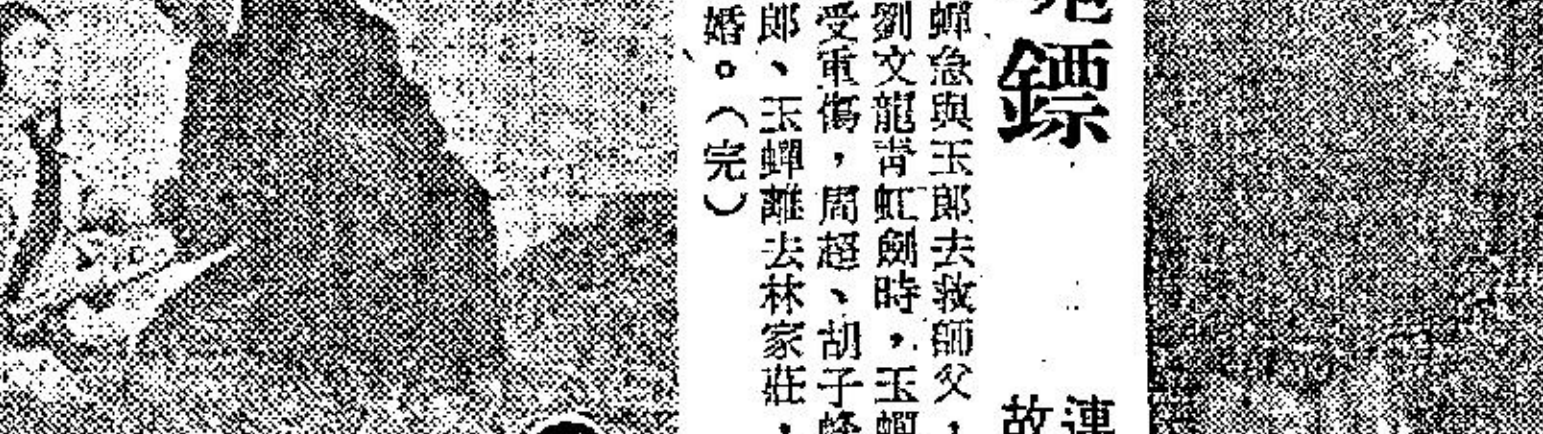 鏢
連
故
蟬急與玉郎去救師父，
劉文龍青虹劍時，玉蟬
受重傷，周超、胡子蜂
郎、玉蟬離去林家莊，
婚。（完）